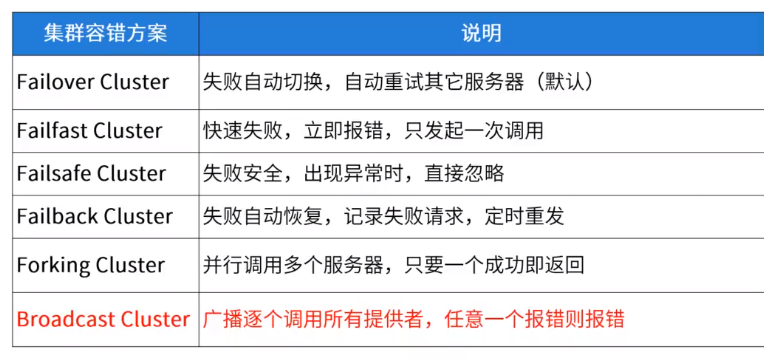 集群容错方案 说明
Failover Cluster 失败自动切换，自动重试其它服务器（默认）
Failfast Cluster 快速失败，立即报错，只发起一次调用
Failsafe Cluster 失败安全，出现异常时，直接忽略
Failback Cluster 失败自动恢复，记录失败请求，定时重发
Forking Cluster 并行调用多个服务器，只要一个成功即返回
Broadcast Cluster 广播逐个调用所有提供者，任意一个报错则报错